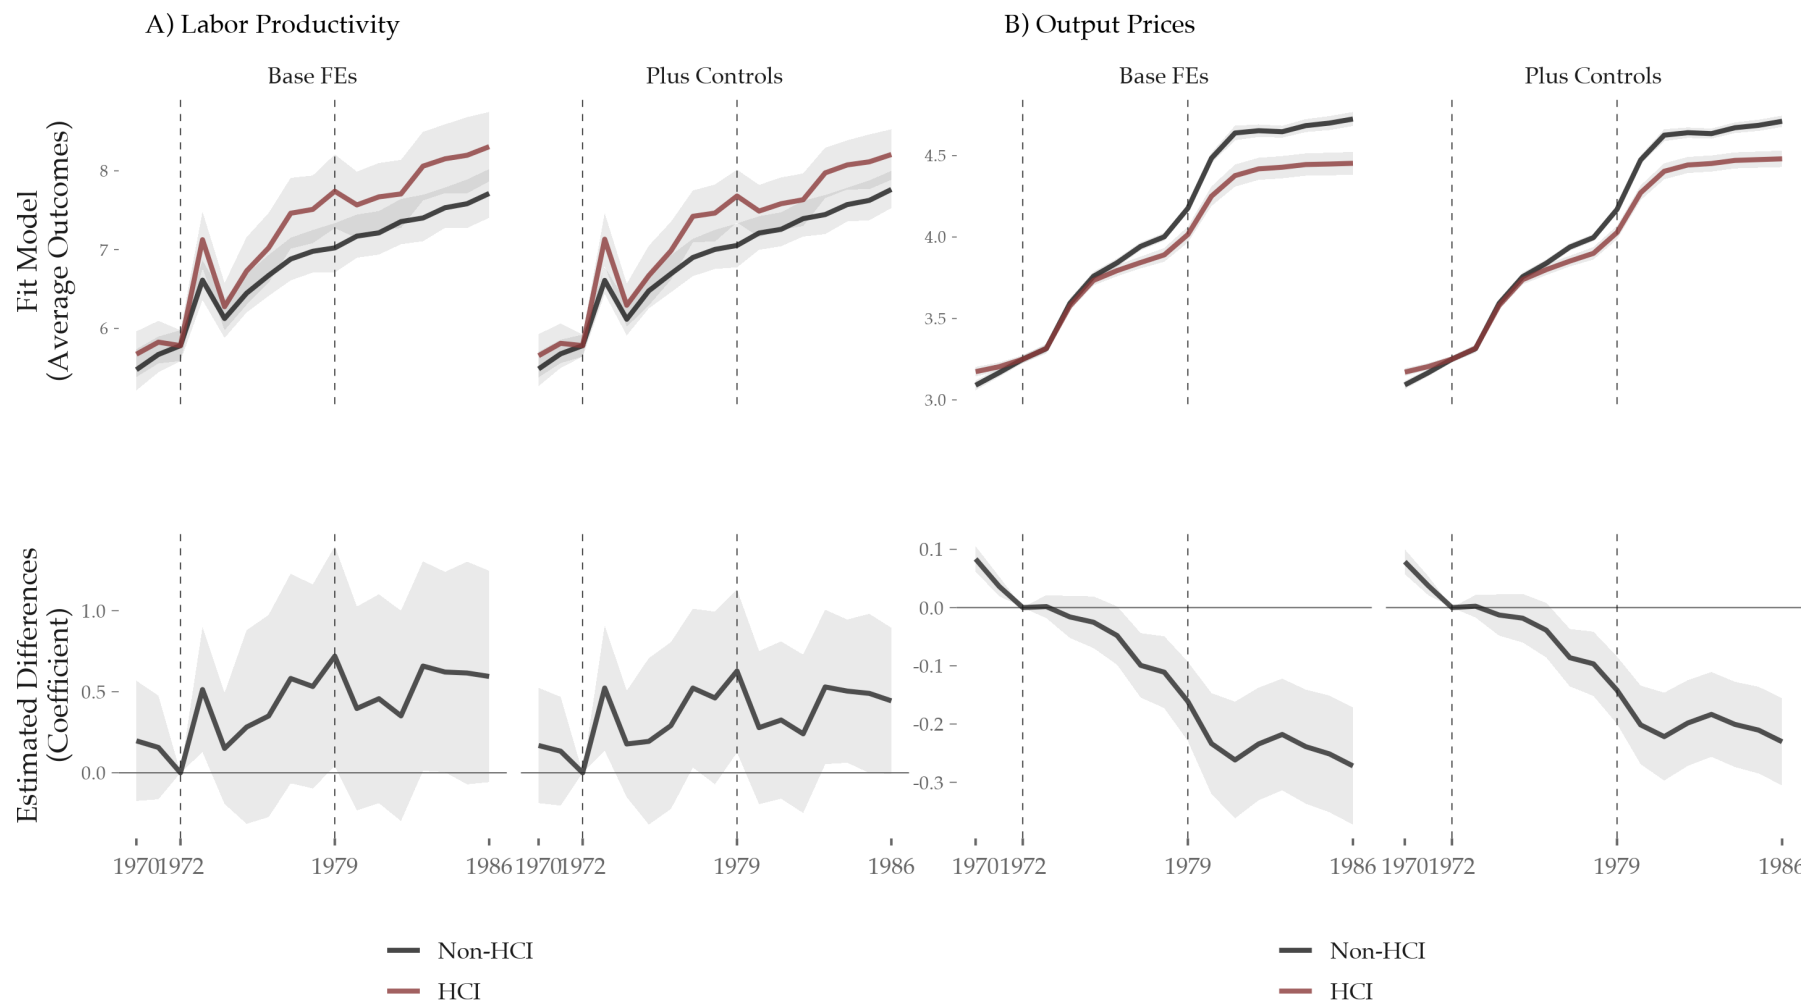 A) Labor Productivity
B) Output Prices
Base FEs
Plus Controls
Base FEs
Plus Controls
Fit Model
(Average Outcomes)
8
7
6
4.5
4.0
3.5
3.0
Estimated Differences
(Coefficient)
1.0
0.5
0.0
0.1
0.0
-0.1
-0.2
-0.3
1970 1972 1979 1986
1970 1972 1979 1986
1970 1972 1979 1986
1970 1972 1979 1986
Non-HCI
HCI
Non-HCI
HCI